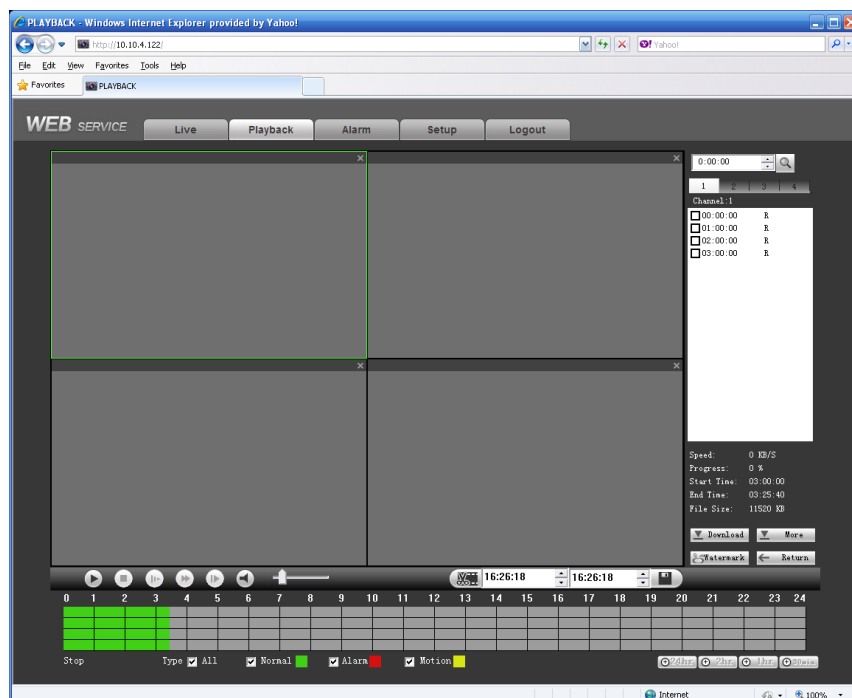 PLAYBACK - Windows Internet Explorer provided by Yahoo!
http://10.10.4.122/
Yahoo!
File Edit View Favorites Tools Help
Favorites PLAYBACK
WEB SERVICE Live Playback Alarm Setup Logout
0:00:00
1 2 3 4
Channel:1
00:00:00 R
01:00:00 R
02:00:00 R
03:00:00 R
Speed: 0 KB/S
Progress: 0 %
Start Time: 03:00:00
End Time: 03:25:40
File Size: 11520 KB
Download More
Watermark Return
16:26:18 16:26:18
0 1 2 3 4 5 6 7 8 9 10 11 12 13 14 15 16 17 18 19 20 21 22 23 24
Stop Type All Normal Alarm Motion 24hr 2hr 1hr 30min
Internet 100%